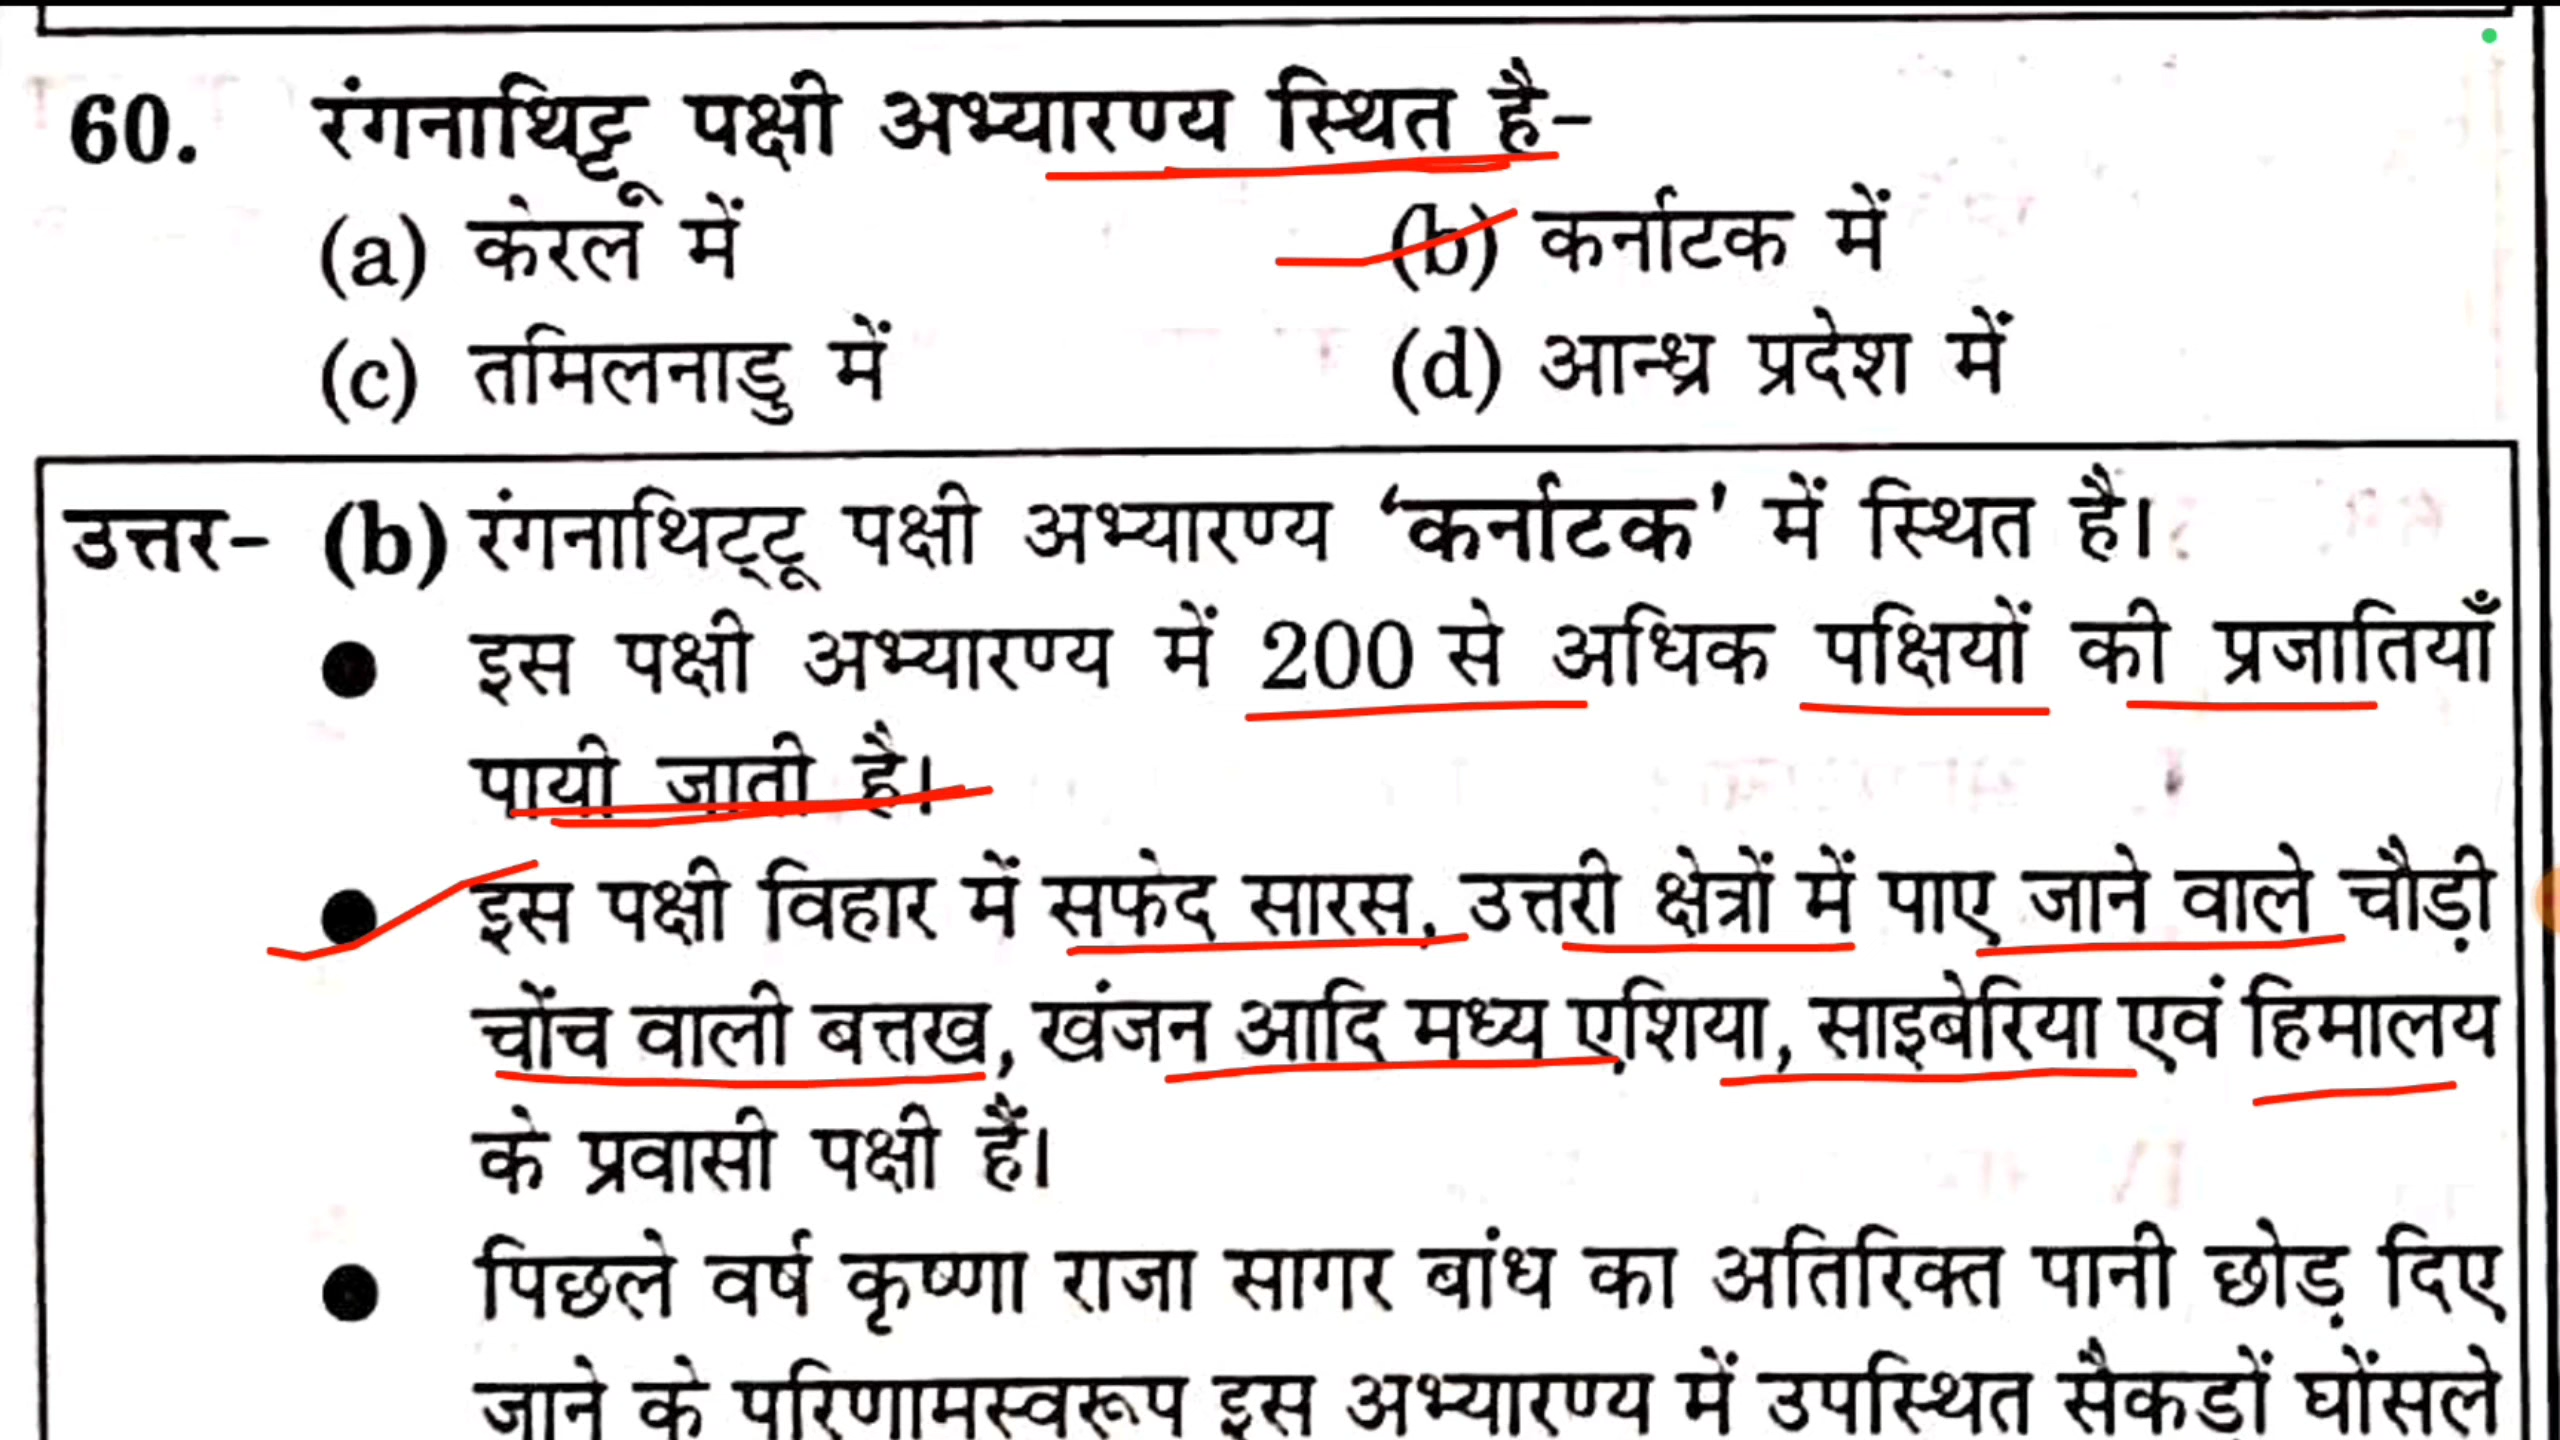 60. रंगनाथिट्टू पक्षी अभ्यारण्य स्थित है-
(a) केरल में (b) कर्नाटक में
(c) तमिलनाडु में (d) आन्ध्र प्रदेश में
उत्तर- (b) रंगनाथिट्टू पक्षी अभ्यारण्य ‘कर्नाटक’ में स्थित है।
● इस पक्षी अभ्यारण्य में 200 से अधिक पक्षियों की प्रजातियाँ
पायी जाती है।
● इस पक्षी विहार में सफेद सारस, उत्तरी क्षेत्रों में पाए जाने वाले चौड़ी
चोंच वाली बत्तख, खंजन आदि मध्य एशिया, साइबेरिया एवं हिमालय
के प्रवासी पक्षी हैं।
● पिछले वर्ष कृष्णा राजा सागर बांध का अतिरिक्त पानी छोड़ दिए
जाने के परिणामस्वरूप इस अभ्यारण्य में उपस्थित सैकड़ों घोंसले